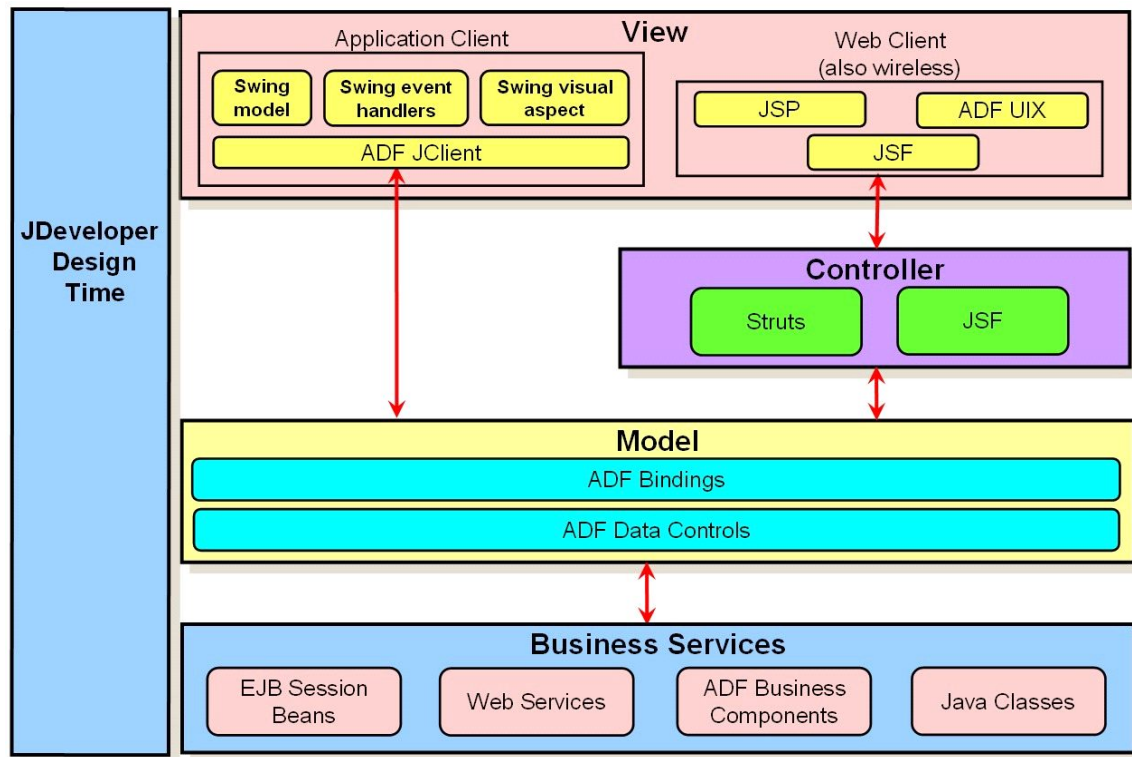 JDeveloper
Design
Time
View
Application Client
Swing
model
Swing event
handlers
Swing visual
aspect
ADF JClient
Web Client
(also wireless)
JSP
ADF UIX
JSF
Controller
Struts
JSF
Model
ADF Bindings
ADF Data Controls
Business Services
EJB Session
Beans
Web Services
ADF Business
Components
Java Classes